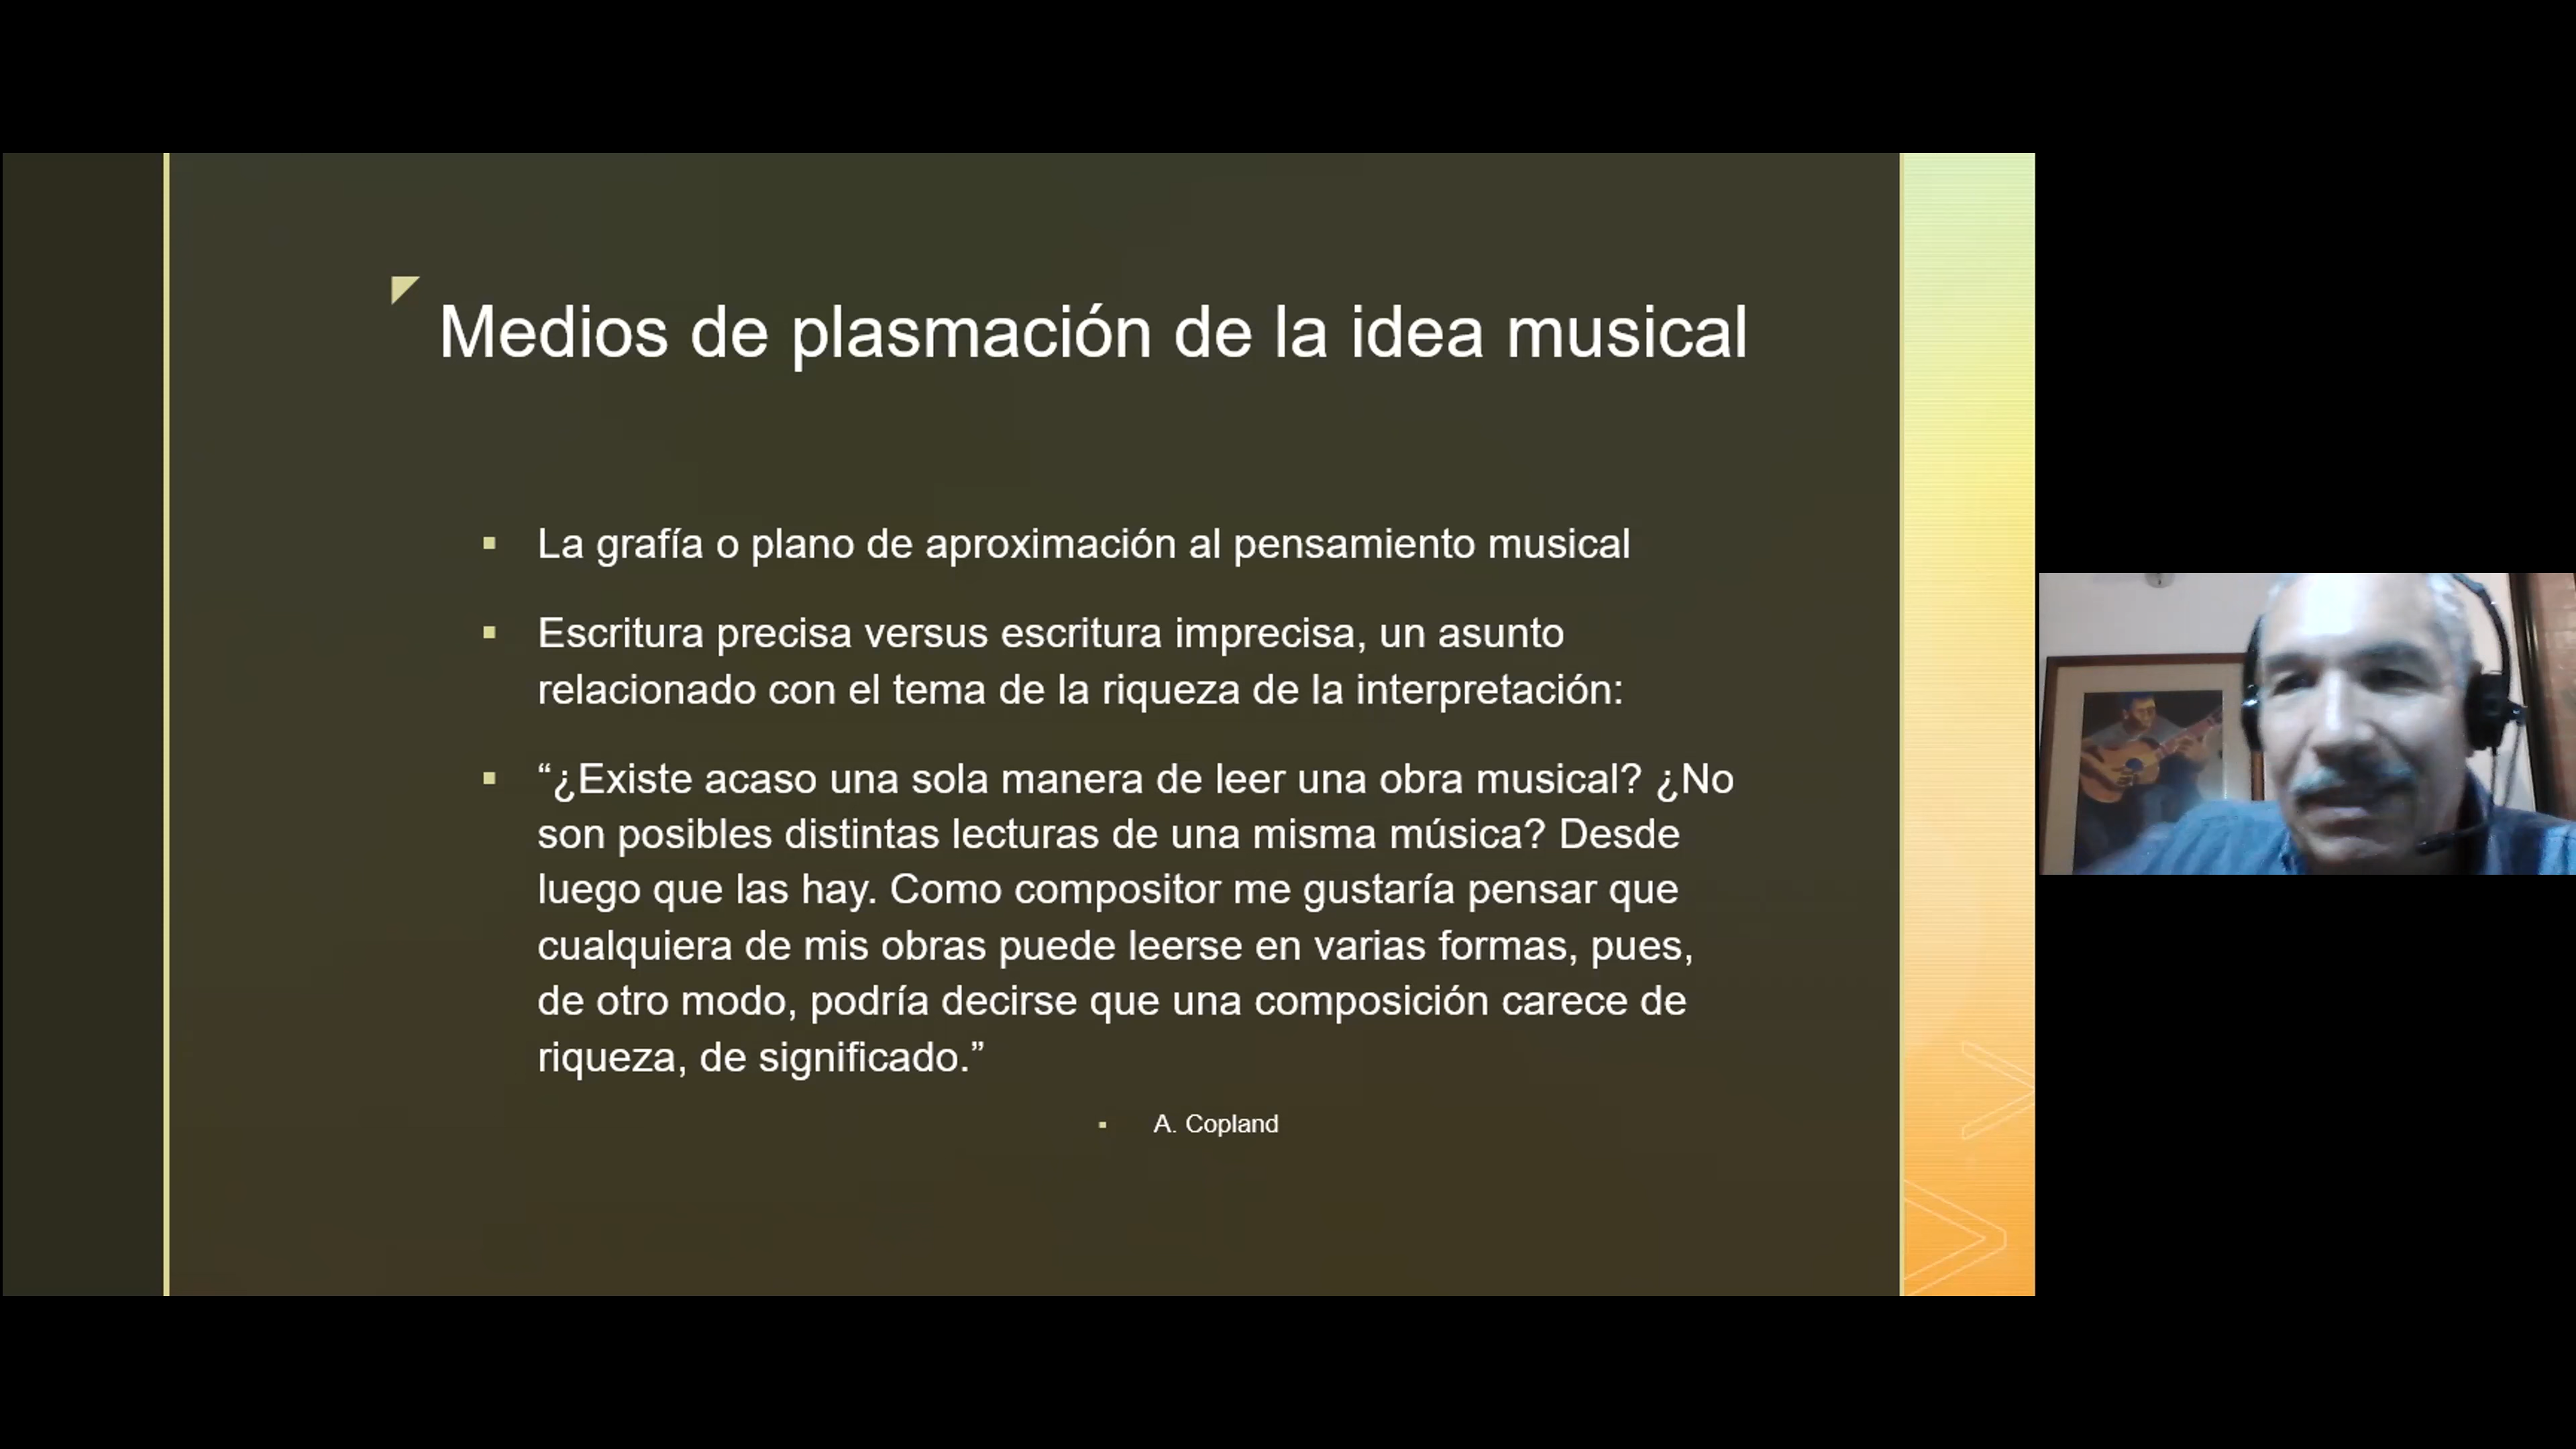 Medios de plasmación de la idea musical
La grafía o plano de aproximación al pensamiento musical
Escritura precisa versus escritura imprecisa, un asunto
relacionado con el tema de la riqueza de la interpretación:
“¿Existe acaso una sola manera de leer una obra musical? ¿No
son posibles distintas lecturas de una misma música? Desde
luego que las hay. Como compositor me gustaría pensar que
cualquiera de mis obras puede leerse en varias formas, pues,
de otro modo, podría decirse que una composición carece de
riqueza, de significado.”
A. Copland